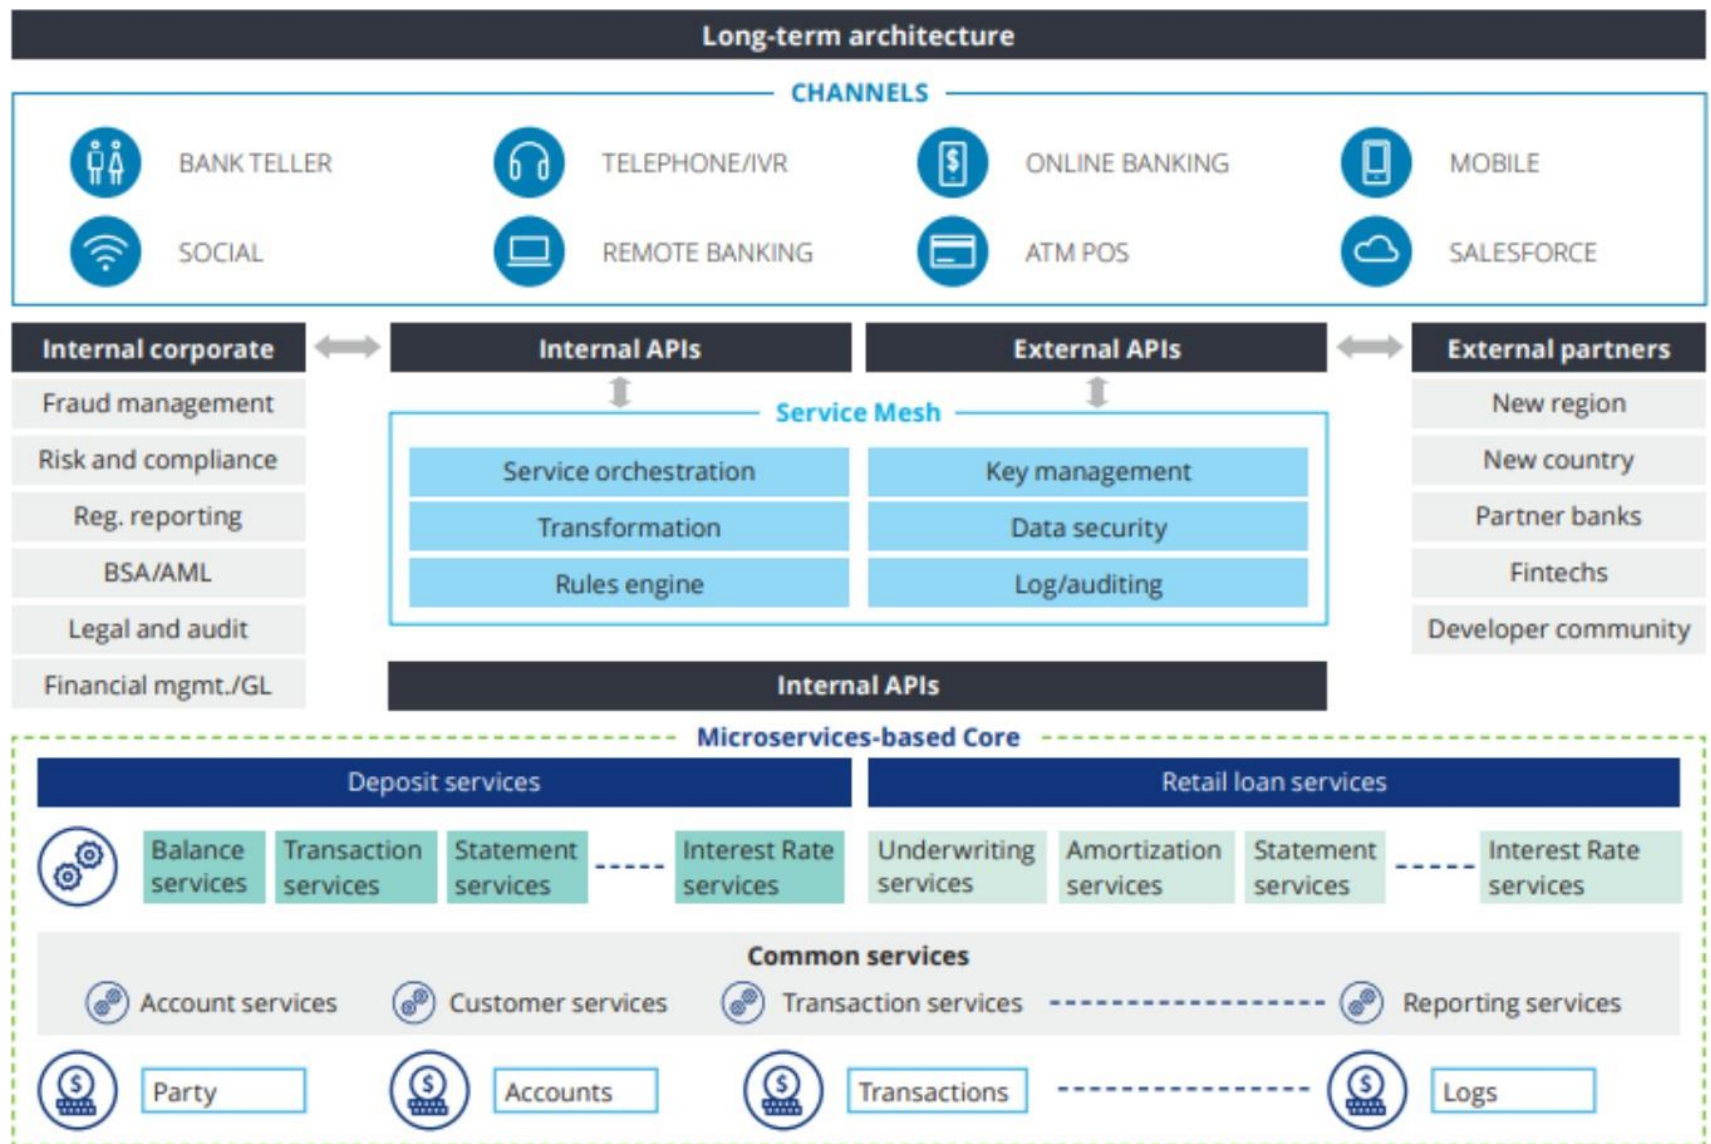 Long-term architecture
CHANNELS
BANK TELLER
TELEPHONE/IVR
ONLINE BANKING
MOBILE
SOCIAL
REMOTE BANKING
ATM POS
SALESFORCE
Internal corporate
Fraud management
Risk and compliance
Reg. reporting
BSA/AML
Legal and audit
Financial mgmt./GL
Internal APIs
External APIs
Service Mesh
Service orchestration
Key management
Transformation
Data security
Rules engine
Log/auditing
Internal APIs
External partners
New region
New country
Partner banks
Fintechs
Developer community
Microservices-based Core
Deposit services
Balance
services
Transaction
services
Statement
services
Interest Rate
services
Retail loan services
Underwriting
services
Amortization
services
Statement
services
Interest Rate
services
Common services
Account services
Customer services
Transaction services
Reporting services
Party
Accounts
Transactions
Logs